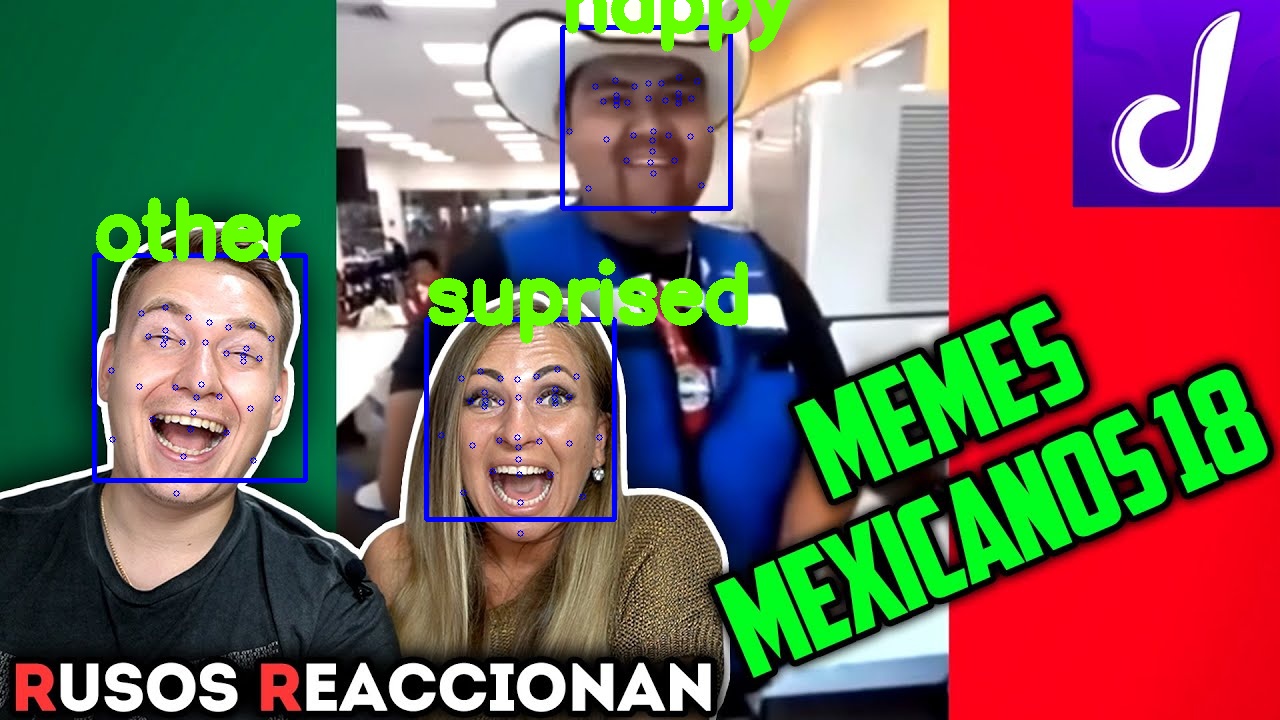 happy
other
suprised
MEMES
MEXICANOS 18
RUSOS REACCIONAN